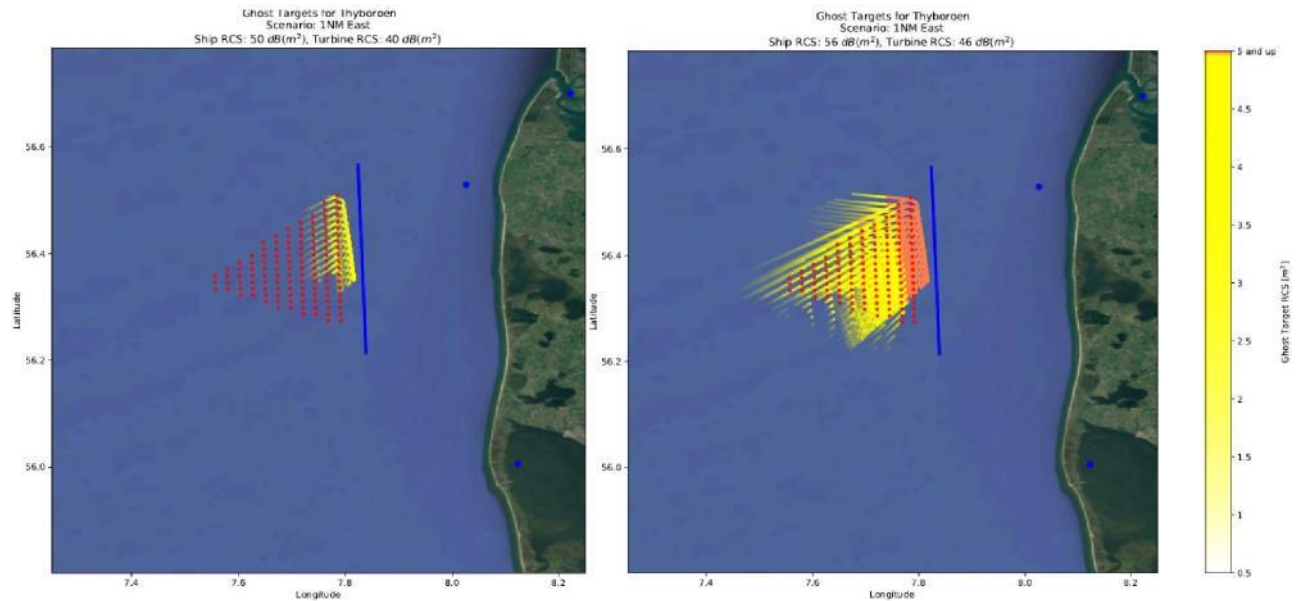 Ghost Targets for Thyboroen
Scenario: 1NM East
Ship RCS: 50 dB(m²), Turbine RCS: 40 dB(m²)
56.6
56.4
56.2
56.0
Latitude
7.4
7.6
7.8
8.0
8.2
Longitude
Ghost Targets for Thyboroen
Scenario: 1NM East
Ship RCS: 56 dB(m²), Turbine RCS: 46 dB(m²)
56.6
56.4
56.2
56.0
Latitude
7.4
7.6
7.8
8.0
8.2
Longitude
5 and up
4.5
4
3.5
3
2.5
2
1.5
1
0.5
Ghost Target RCS [m²]